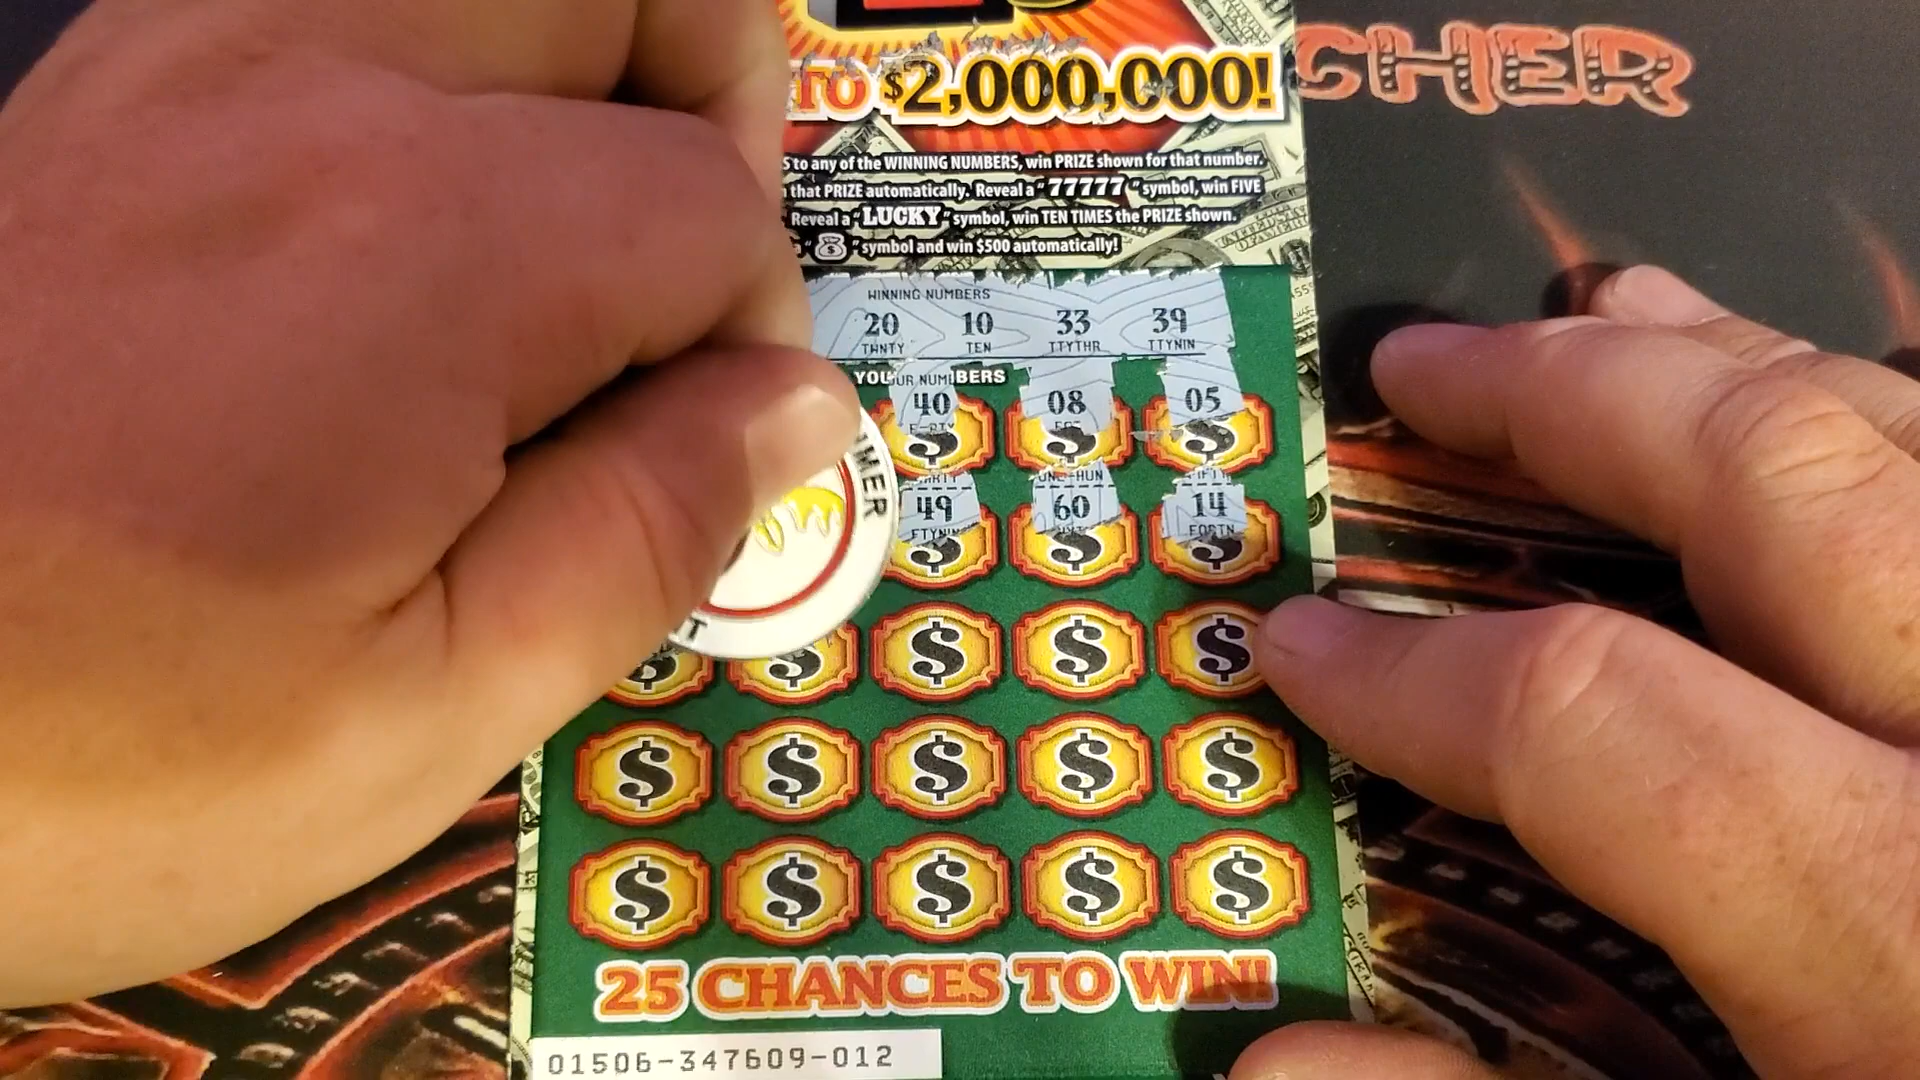 CHER
TO $2,000,000!
S to any of the WINNING NUMBERS, win PRIZE shown for that number.
that PRIZE automatically. Reveal a "77777" symbol, win FIVE
Reveal a "LUCKY" symbol, win TEN TIMES the PRIZE shown.
" symbol and win $500 automatically!
WINNING NUMBERS
20 10 33 39
TWNTY TEN TTYTHR TTYNIN
YOUR NUMBERS
40 08 05
49 60 14
MER
25 CHANCES TO WIN!
01506-347609-012